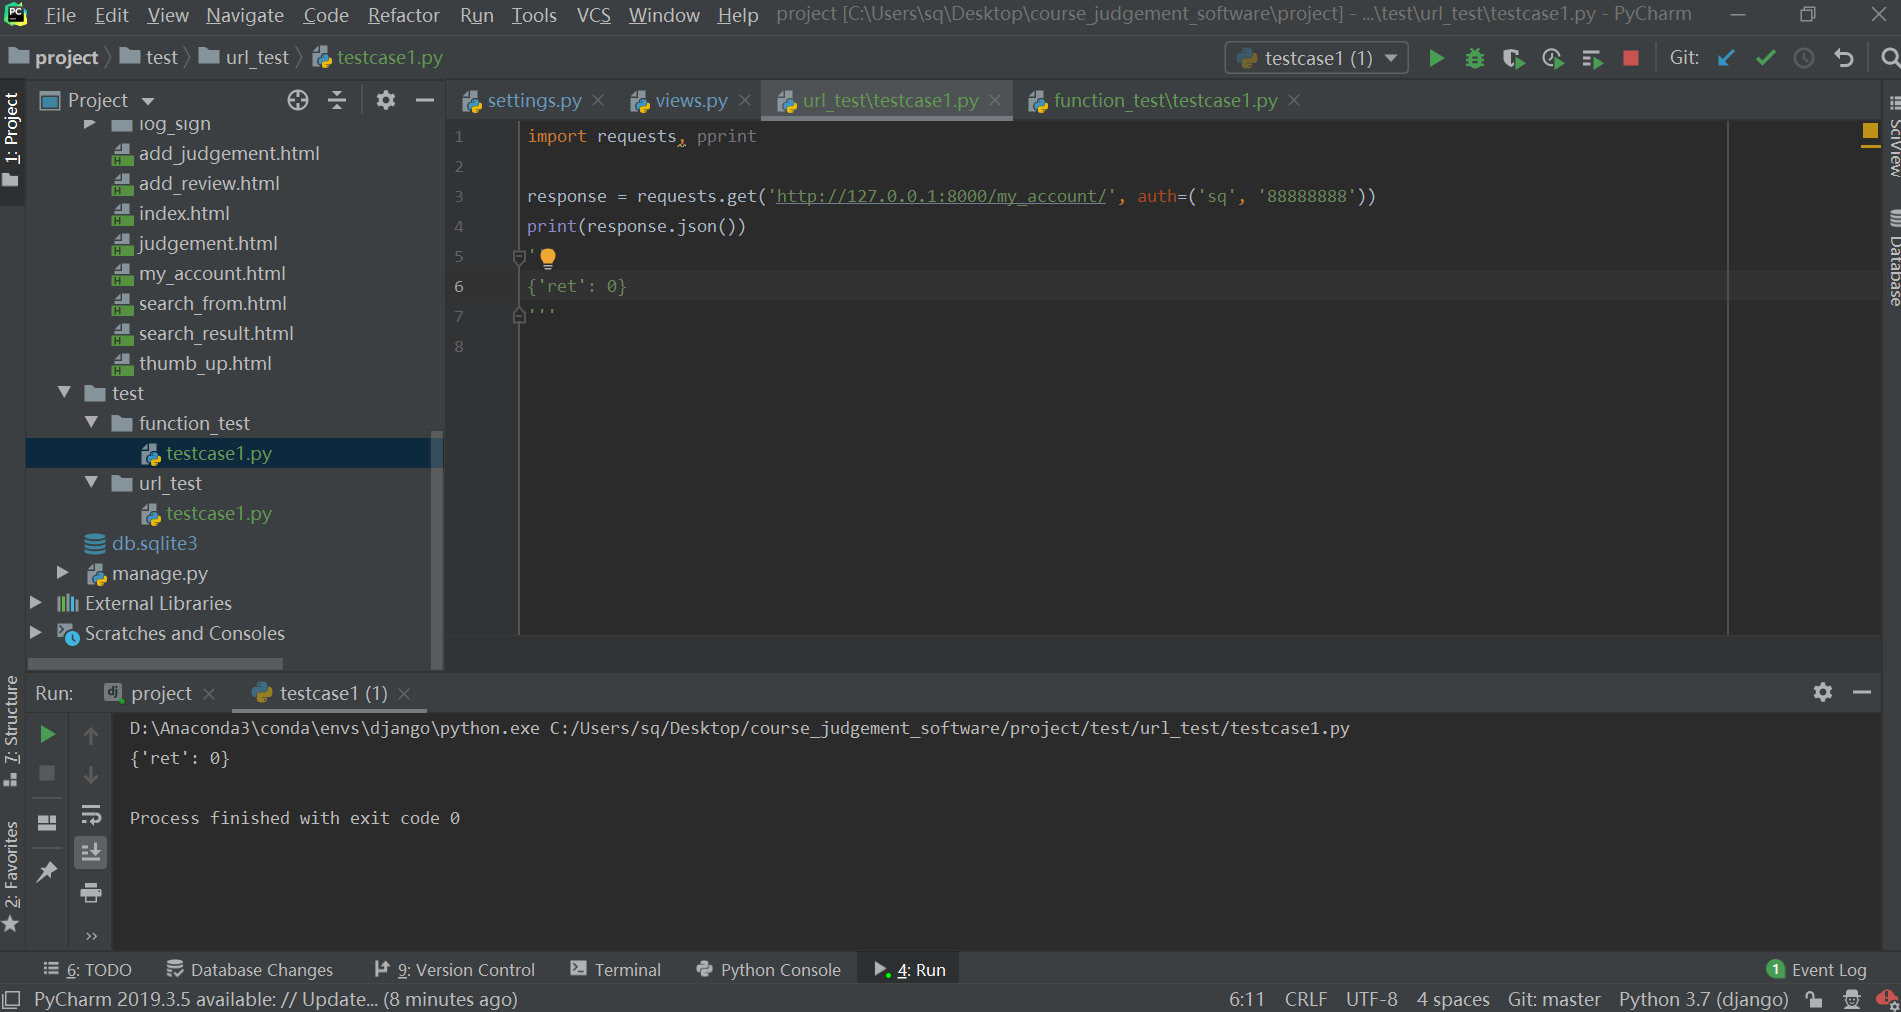 PC File Edit View Navigate Code Refactor Run Tools VCS Window Help project [C:\Users\sq\Desktop\course_judgement_software\project] - ...\test\url_test\testcase1.py - PyCharm
project test url_test testcase1.py testcase1 (1) Git:
1: Project
Project
settings.py views.py url_test\testcase1.py function_test\testcase1.py
log_sign
add_judgement.html
add_review.html
index.html
judgement.html
my_account.html
search_from.html
search_result.html
thumb_up.html
test
function_test
testcase1.py
url_test
testcase1.py
db.sqlite3
manage.py
External Libraries
Scratches and Consoles
1 import requests, pprint
2
3 response = requests.get('http://127.0.0.1:8000/my_account/', auth=('sq', '88888888'))
4 print(response.json())
5 '
6 {'ret': 0}
7 '''
8
SciView
Database
Run: project testcase1 (1)
D:\Anaconda3\conda\envs\django\python.exe C:/Users/sq/Desktop/course_judgement_software/project/test/url_test/testcase1.py
{'ret': 0}
Process finished with exit code 0
7: Structure
2: Favorites
6: TODO Database Changes 9: Version Control Terminal Python Console 4: Run 1 Event Log
PyCharm 2019.3.5 available: // Update... (8 minutes ago) 6:11 CRLF UTF-8 4 spaces Git: master Python 3.7 (django)